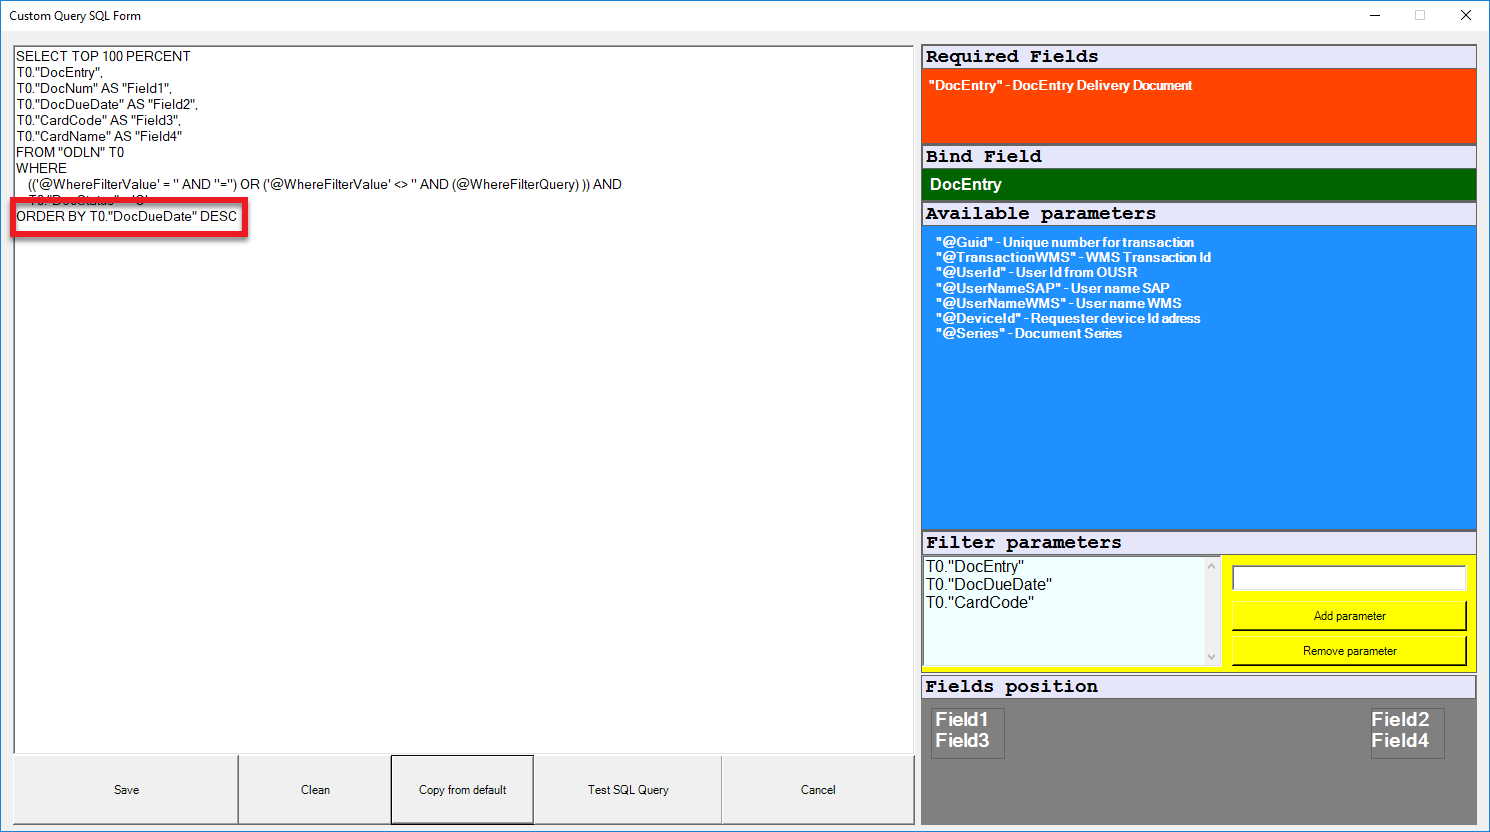 Custom Query SQL Form
SELECT TOP 100 PERCENT
T0."DocEntry",
T0."DocNum" AS "Field1",
T0."DocDueDate" AS "Field2",
T0."CardCode" AS "Field3",
T0."CardName" AS "Field4"
FROM "ODLN" T0
WHERE
(('@WhereFilterValue' = '' AND ''='') OR ('@WhereFilterValue' <> '' AND (@WhereFilterQuery) )) AND
ORDER BY T0."DocDueDate" DESC
Save
Clean
Copy from default
Test SQL Query
Cancel
Required Fields
"DocEntry" - DocEntry Delivery Document
Bind Field
DocEntry
Available parameters
"@Guid" - Unique number for transaction
"@TransactionWMS" - WMS Transaction Id
"@UserId" - User Id from OUSR
"@UserNameSAP" - User name SAP
"@UserNameWMS" - User name WMS
"@DeviceId" - Requester device Id adress
"@Series" - Document Series
Filter parameters
T0."DocEntry"
T0."DocDueDate"
T0."CardCode"
Add parameter
Remove parameter
Fields position
Field1
Field3
Field2
Field4